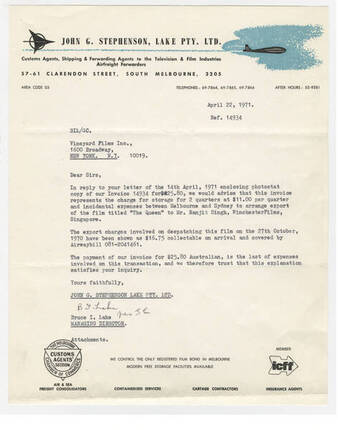 JOHN G. STEPHENSON, LAKE PTY. LTD.
Customs Agents, Shipping & Forwarding Agents to the Television & Film Industries
Airfreight Forwarders
57-61 CLARENDON STREET, SOUTH MELBOURNE, 3205
AREA CODE 03 TELEPHONES: 69-7864, 69-7865, 69-7866 AFTER HOURS:
April 22, 1971.
Ref. 14934
Vineyard Films Inc.,
1600 Broadway,
NEW YORK. N.Y. 10019.
Dear Sirs,
In reply to your letter of the 14th April, 1971 enclosing photostat
copy of our Invoice 14934 for $25.80, we would advise that this invoice
represents the charge for storage for 2 quarters at $11.00 per quarter
and incidental expenses between Melbourne and Sydney to arrange export
of the film titled "The Queen" to Mr. Ranjit Singh, WinchesterFilms,
Singapore.
The export charges involved on despatching this film on the 27th October,
1970 have been shown as $16.75 collectable on arrival and covered by
Airwaybill 081-2041461.
The payment of our invoice for $25.80 Australian, is the last of expenses
involved on this transaction, and we therefore trust that this explanation
satisfies your inquiry.
Yours faithfully,
JOHN G. STEPHENSON LAKE PTY. LTD.
Bruce I. Lake
MANAGING DIRECTOR.
Attachments.
CUSTOMS
AGENTS'
SECTION
WE CONTROL THE ONLY REGISTERED FILM BOND IN MELBOURNE
MODERN FREE STORAGE FACILITIES AVAILABLE
MEMBER
icff
AIR & SEA
FREIGHT CONSOLIDATORS CONTAINERISED SERVICES CARTAGE CONTRACTORS INSURANCE AGENTS